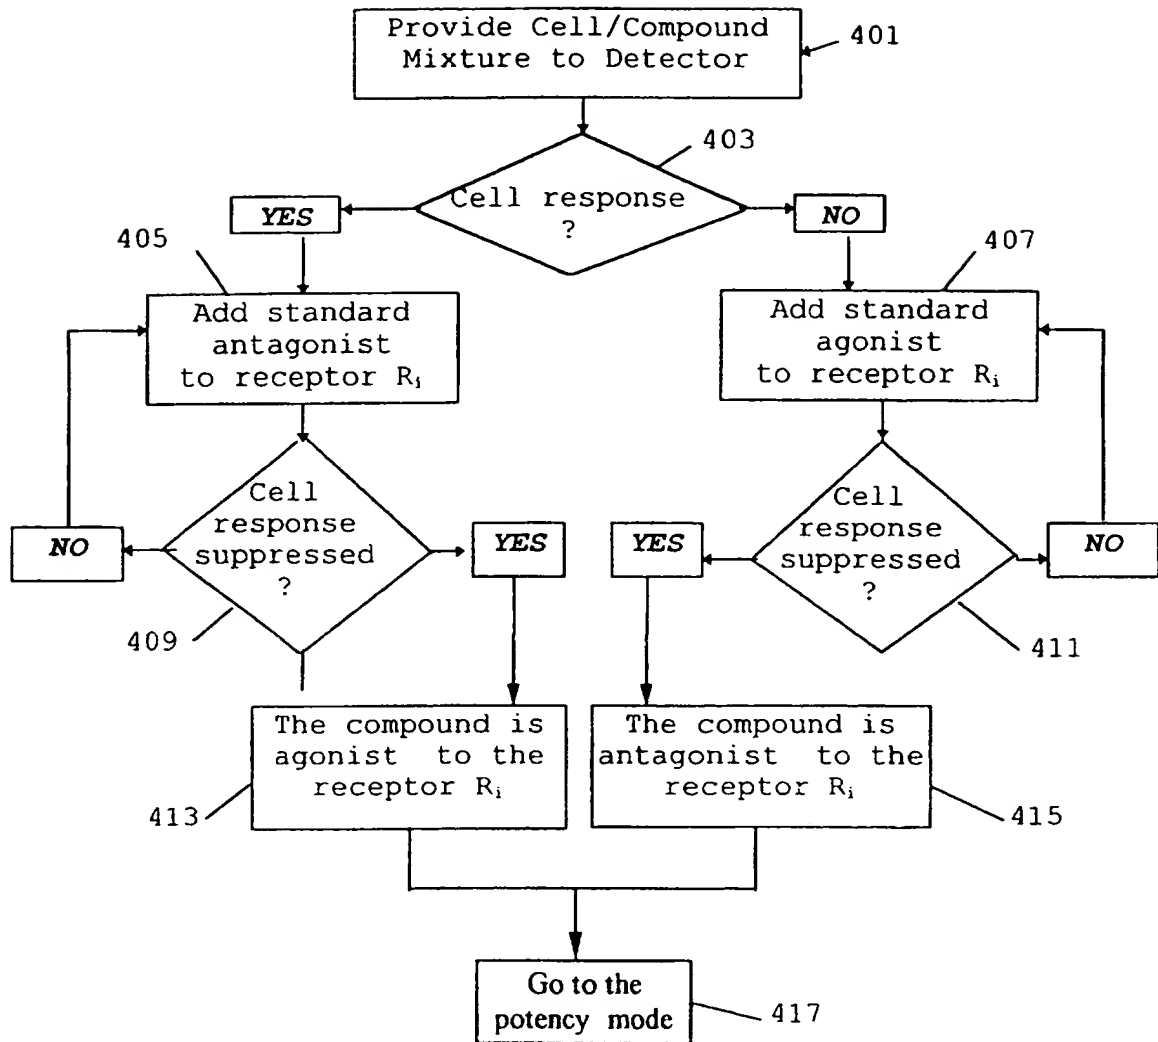 Provide Cell/Compound
Mixture to Detector
401
403
Cell response
?
YES
NO
405
407
Add standard
antagonist
to receptor Rᵢ
Add standard
agonist
to receptor Rᵢ
Cell
response
suppressed
?
NO
YES
YES
Cell
response
suppressed
?
NO
409
411
The compound is
agonist to the
receptor Rᵢ
The compound is
antagonist to the
receptor Rᵢ
413
415
Go to the
potency mode
417